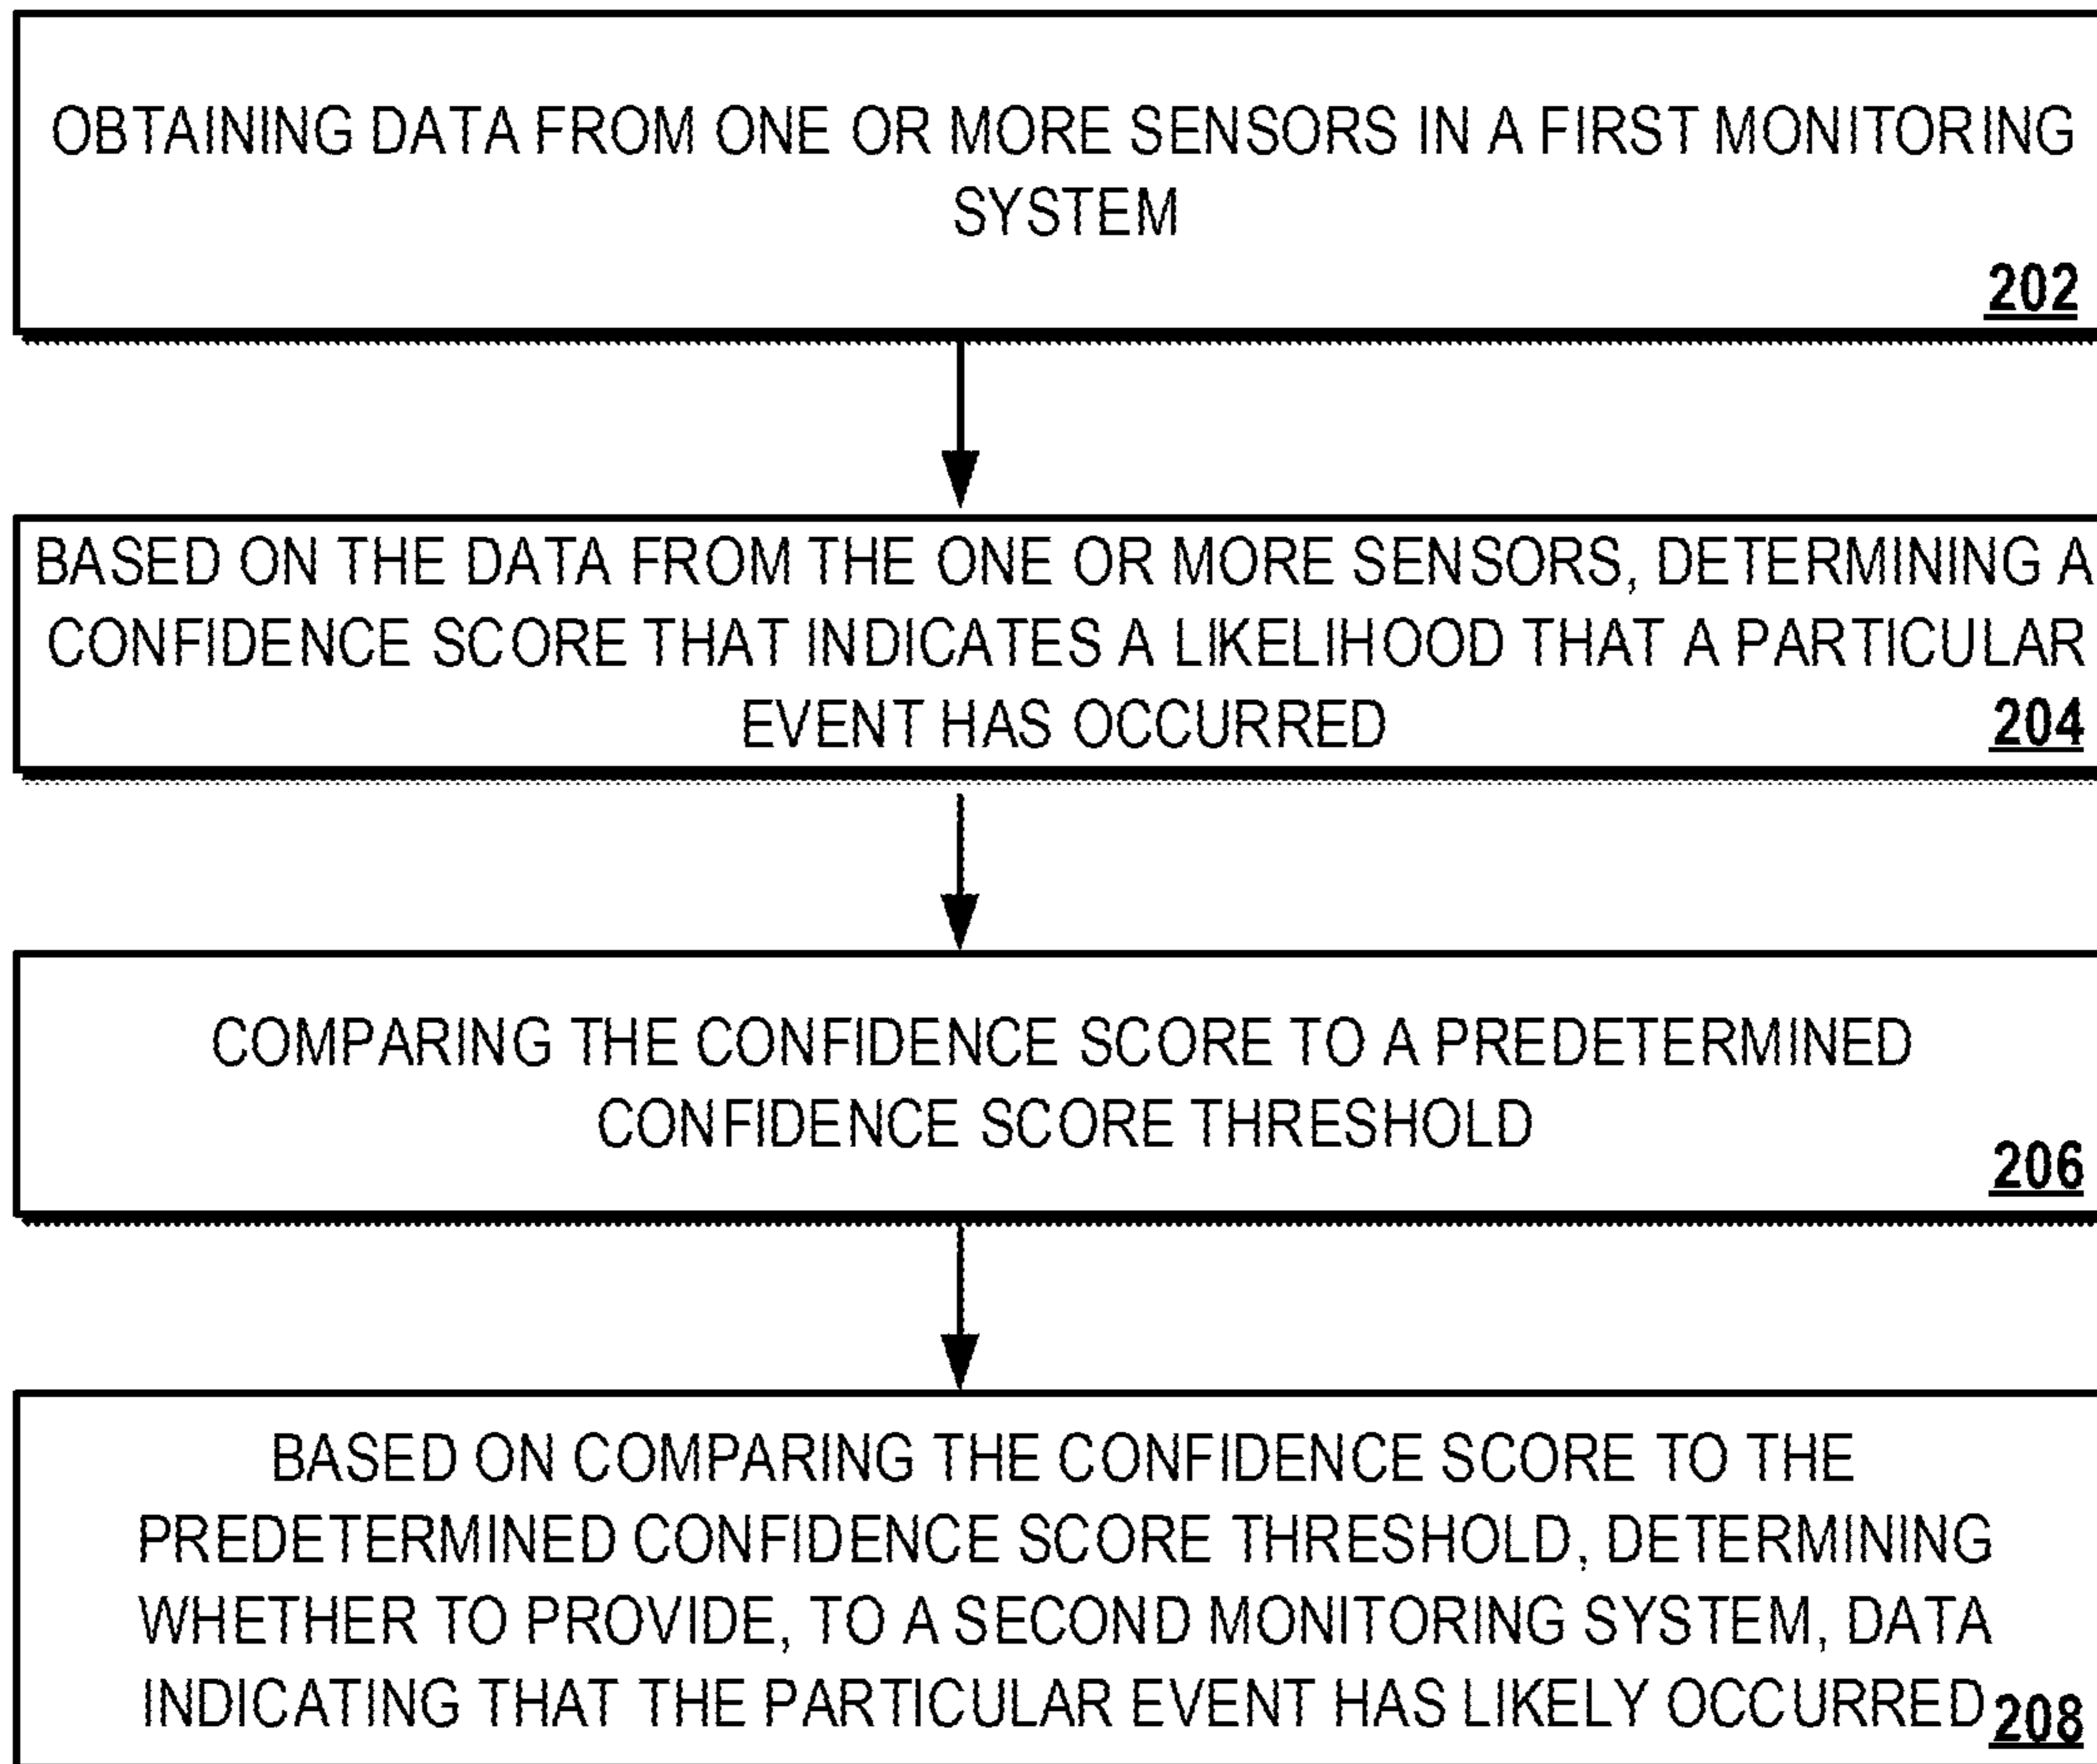 OBTAINING DATA FROM ONE OR MORE SENSORS IN A FIRST MONITORING
SYSTEM
202
BASED ON THE DATA FROM THE ONE OR MORE SENSORS, DETERMINING A
CONFIDENCE SCORE THAT INDICATES A LIKELIHOOD THAT A PARTICULAR
EVENT HAS OCCURRED
204
COMPARING THE CONFIDENCE SCORE TO A PREDETERMINED
CONFIDENCE SCORE THRESHOLD
206
BASED ON COMPARING THE CONFIDENCE SCORE TO THE
PREDETERMINED CONFIDENCE SCORE THRESHOLD, DETERMINING
WHETHER TO PROVIDE, TO A SECOND MONITORING SYSTEM, DATA
INDICATING THAT THE PARTICULAR EVENT HAS LIKELY OCCURRED
208